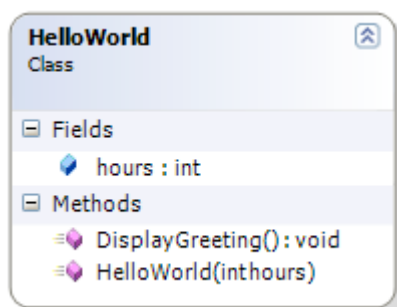 HelloWorld
Class
Fields
hours : int
Methods
DisplayGreeting() : void
HelloWorld(inthours)